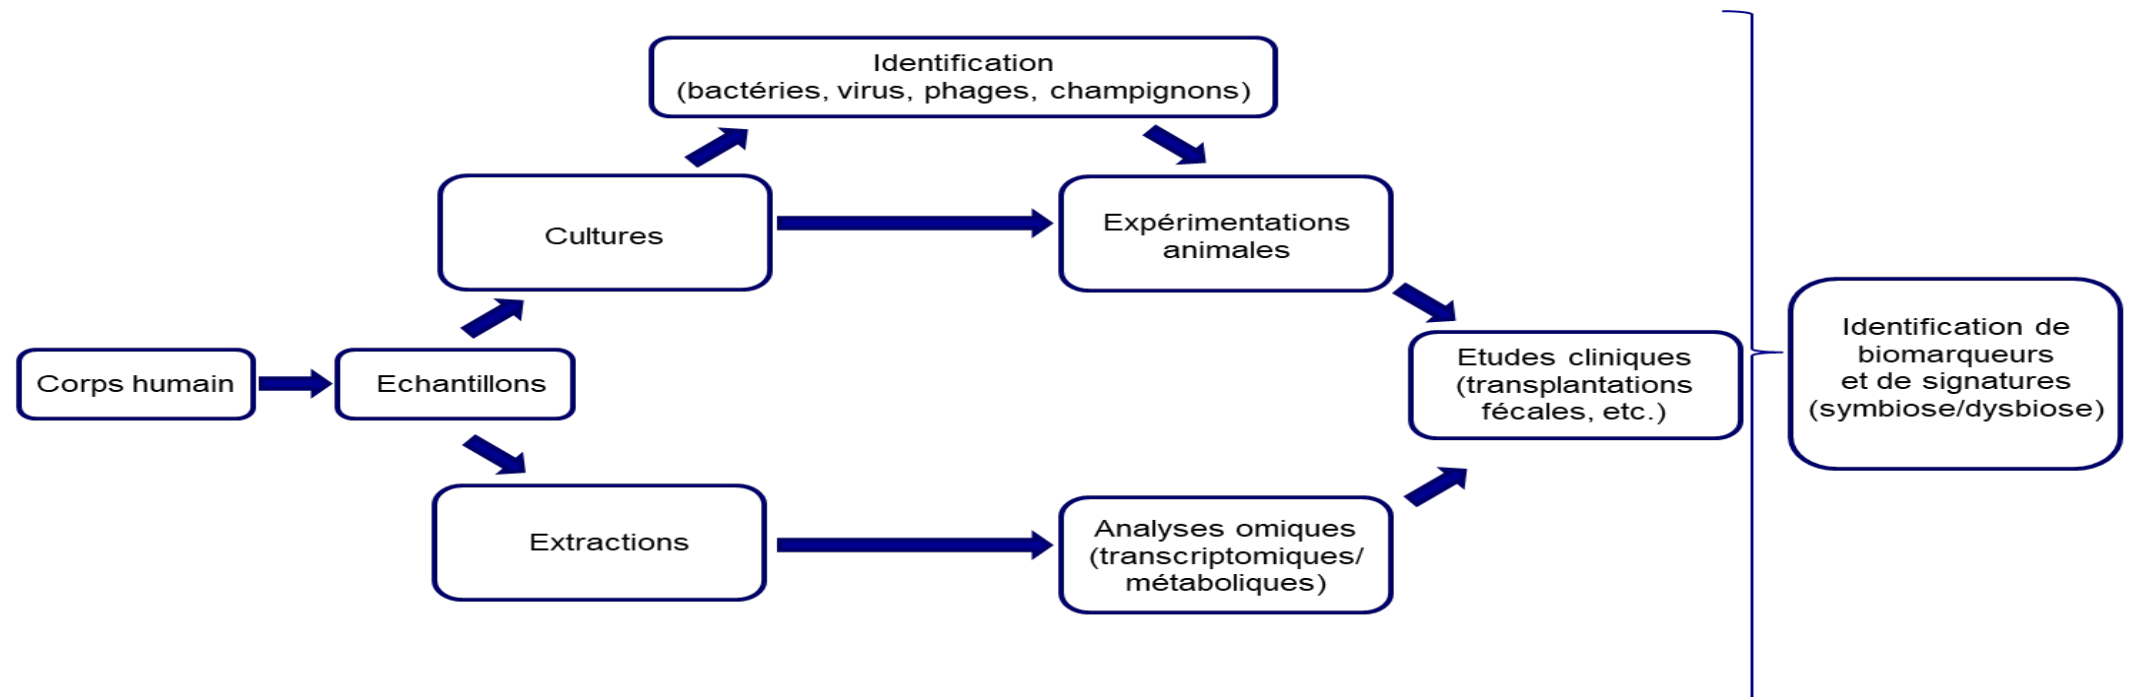 Identification
(bactéries, virus, phages, champignons)
Cultures
Expérimentations
animales
Corps humain
Echantillons
Etudes cliniques
(transplantations
fécales, etc.)
Identification de
biomarqueurs
et de signatures
(symbiose/dysbiose)
Extractions
Analyses omiques
(transcriptomiques/
métaboliques)